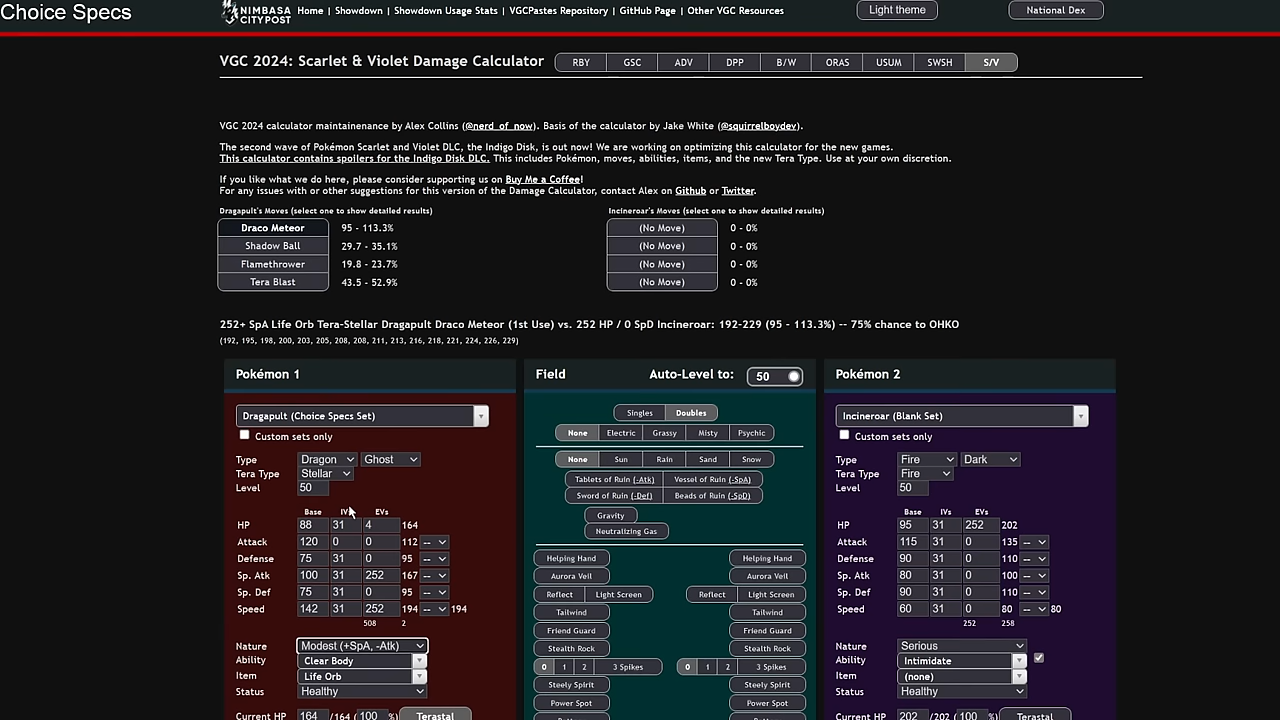 Choice Specs
NIMBASA CITY POST
Home | Showdown | Showdown Usage Stats | VGCPastes Repository | GitHub Page | Other VGC Resources
Light theme
National Dex
VGC 2024: Scarlet & Violet Damage Calculator
RBY GSC ADV DPP B/W ORAS USUM SWSH S/V
VGC 2024 calculator maintainenance by Alex Collins (@nerd_of_now). Basis of the calculator by Jake White (@squirrelboydev).
The second wave of Pokémon Scarlet and Violet DLC, the Indigo Disk, is out now! We are working on optimizing this calculator for the new games.
This calculator contains spoilers for the Indigo Disk DLC. This includes Pokémon, moves, abilities, items, and the new Tera Type. Use at your own discretion.
If you like what we do here, please consider supporting us on Buy Me a Coffee!
For any issues with or other suggestions for this version of the Damage Calculator, contact Alex on Github or Twitter.
Dragapult's Moves (select one to show detailed results)
Draco Meteor 95 - 113.3%
Shadow Ball 29.7 - 35.1%
Flamethrower 19.8 - 23.7%
Tera Blast 43.5 - 52.9%
Incineroar's Moves (select one to show detailed results)
(No Move) 0 - 0%
(No Move) 0 - 0%
(No Move) 0 - 0%
(No Move) 0 - 0%
252+ SpA Life Orb Tera-Stellar Dragapult Draco Meteor (1st Use) vs. 252 HP / 0 SpD Incineroar: 192-229 (95 - 113.3%) -- 75% chance to OHKO
(192, 195, 198, 200, 203, 205, 208, 208, 211, 213, 216, 218, 221, 224, 226, 229)
Pokémon 1
Dragapult (Choice Specs Set)
Custom sets only
Type Dragon Ghost
Tera Type Stellar
Level 50
Base IVs EVs
HP 88 31 4 164
Attack 120 0 0 112 --
Defense 75 31 0 95 --
Sp. Atk 100 31 252 167 --
Sp. Def 75 31 0 95 --
Speed 142 31 252 194 -- 194
508 2
Nature Modest (+SpA, -Atk)
Ability Clear Body
Item Life Orb
Status Healthy
Current HP 164 /164 (100 %) Terastal
Field Auto-Level to: 50
Singles Doubles
None Electric Grassy Misty Psychic
None Sun Rain Sand Snow
Tablets of Ruin (-Atk) Vessel of Ruin (-SpA)
Sword of Ruin (-Def) Beads of Ruin (-SpD)
Gravity
Neutralizing Gas
Helping Hand Helping Hand
Aurora Veil Aurora Veil
Reflect Light Screen Reflect Light Screen
Tailwind Tailwind
Friend Guard Friend Guard
Stealth Rock Stealth Rock
0 1 2 3 Spikes 0 1 2 3 Spikes
Steely Spirit Steely Spirit
Power Spot Power Spot
Pokémon 2
Incineroar (Blank Set)
Custom sets only
Type Fire Dark
Tera Type Fire
Level 50
Base IVs EVs
HP 95 31 252 202
Attack 115 31 0 135 --
Defense 90 31 0 110 --
Sp. Atk 80 31 0 100 --
Sp. Def 90 31 0 110 --
Speed 60 31 0 80 -- 80
252 258
Nature Serious
Ability Intimidate
Item (none)
Status Healthy
Current HP 202 /202 (100 %) Terastal